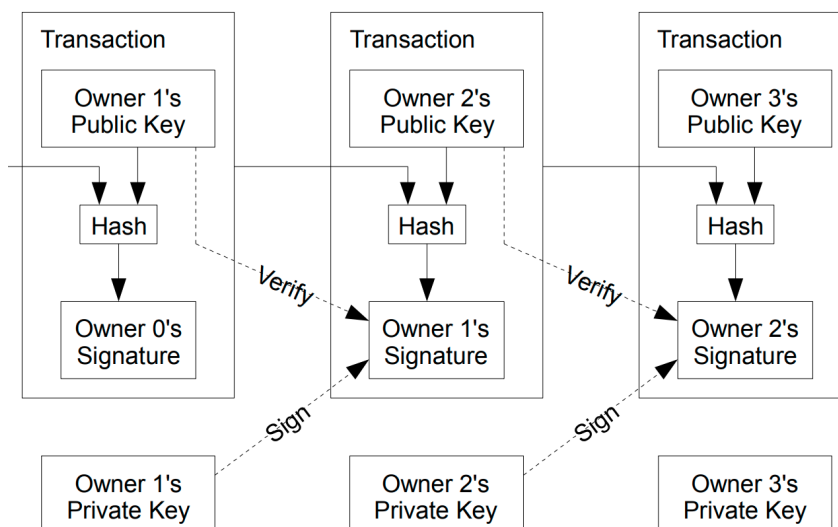 Transaction
Owner 1's
Public Key
Hash
Owner 0's
Signature
Transaction
Owner 2's
Public Key
Hash
Verify
Owner 1's
Signature
Sign
Transaction
Owner 3's
Public Key
Hash
Verify
Owner 2's
Signature
Sign
Owner 1's
Private Key
Owner 2's
Private Key
Owner 3's
Private Key